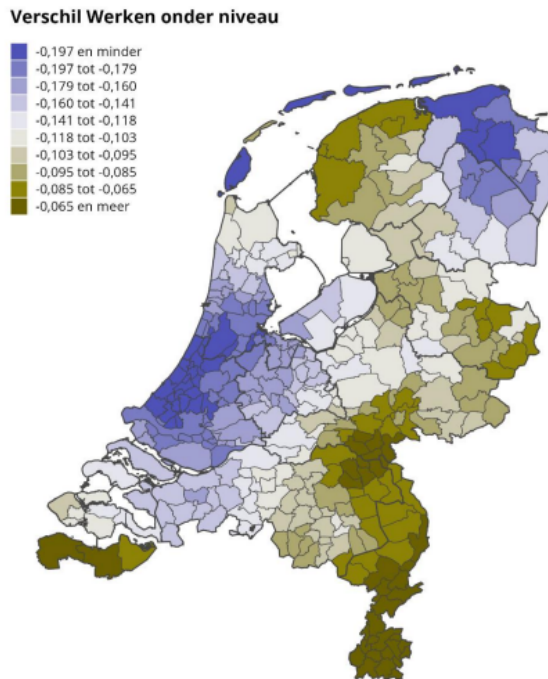 Verschil Werken onder niveau
-0,197 en minder
-0,197 tot -0,179
-0,179 tot -0,160
-0,160 tot -0,141
-0,141 tot -0,118
-0,118 tot -0,103
-0,103 tot -0,095
-0,095 tot -0,085
-0,085 tot -0,065
-0,065 en meer